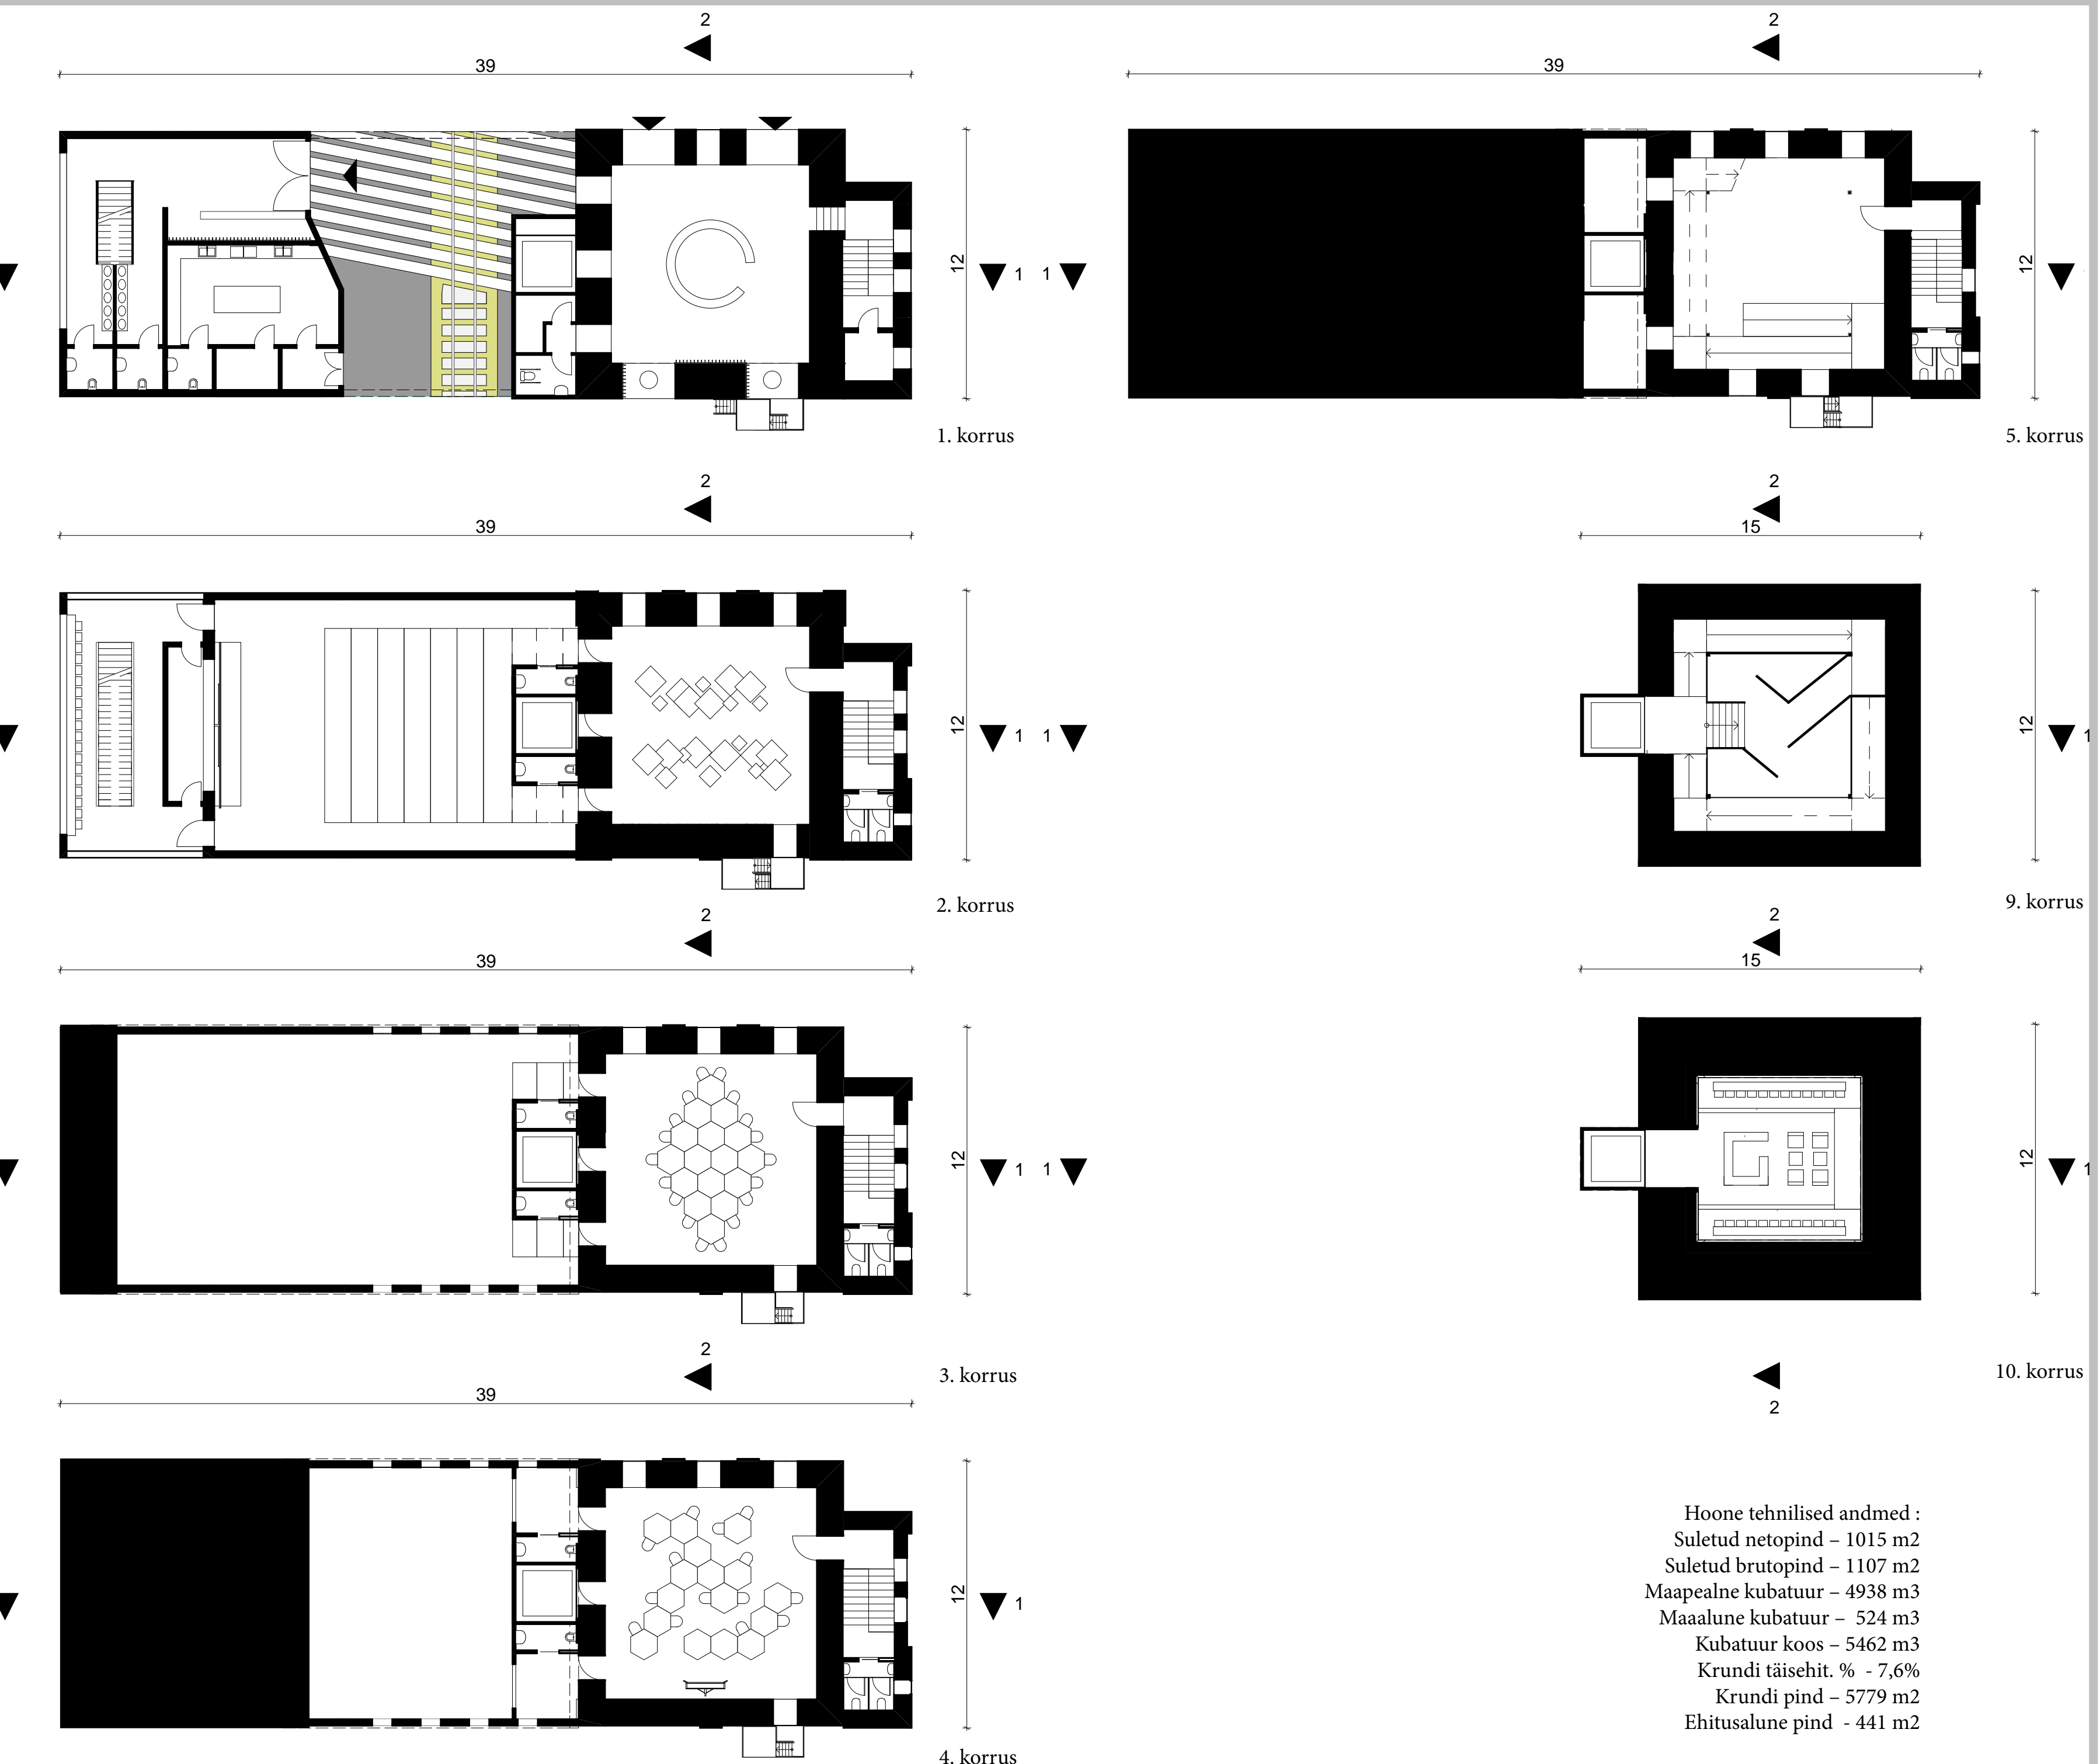 2
39
12
1
1. korrus
2
39
1
12
5. korrus
2
39
12
1
2. korrus
2
15
1
12
1
9. korrus
2
39
12
1
3. korrus
2
15
1
12
1
10. korrus
2
2
39
12
1
4. korrus
Hoone tehnilised andmed :
Suletud netopind – 1015 m2
Suletud brutopind – 1107 m2
Maapealne kubatuur – 4938 m3
Maaalune kubatuur – 524 m3
Kubatuur koos – 5462 m3
Krundi täisehit. % - 7,6%
Krundi pind – 5779 m2
Ehitusalune pind - 441 m2